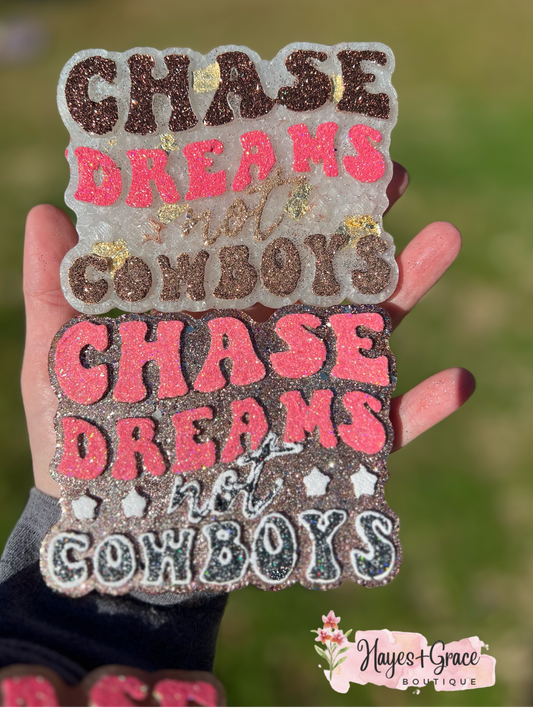 CHASE
DREAMS
not
COWBOYS
CHASE
DREAMS
not
COWBOYS
Hayes+Grace
BOUTIQUE